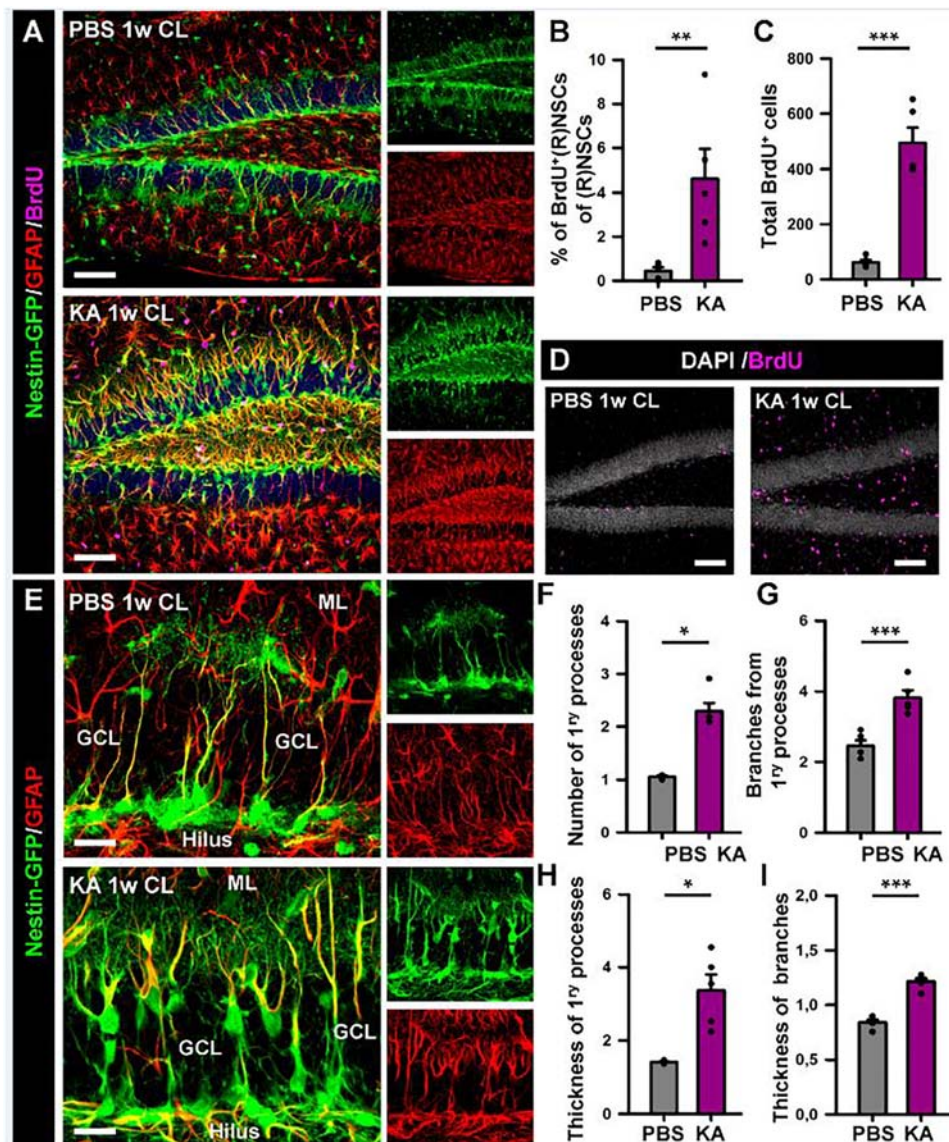 A
Nestin-GFP/GFAP/BrdU
PBS 1w CL
KA 1w CL
B
% of BrdU⁺(R)NSCs
of (R)NSCs
10
8
6
4
2
0
**
PBS KA
C
Total BrdU⁺ cells
800
600
400
200
0
***
PBS KA
D
DAPI /BrdU
PBS 1w CL
KA 1w CL
E
Nestin-GFP/GFAP
PBS 1w CL
ML
GCL
GCL
Hilus
KA 1w CL
ML
GCL
GCL
Hilus
F
Number of 1ʳʸ processes
4
3
2
1
0
*
PBS KA
G
Branches from
1ʳʸ processes
6
4
2
0
***
PBS KA
H
Thickness of 1ʳʸ processes
6
4
2
0
*
PBS KA
I
Thickness of branches
2,0
1,5
1,0
0,5
0,0
***
PBS KA